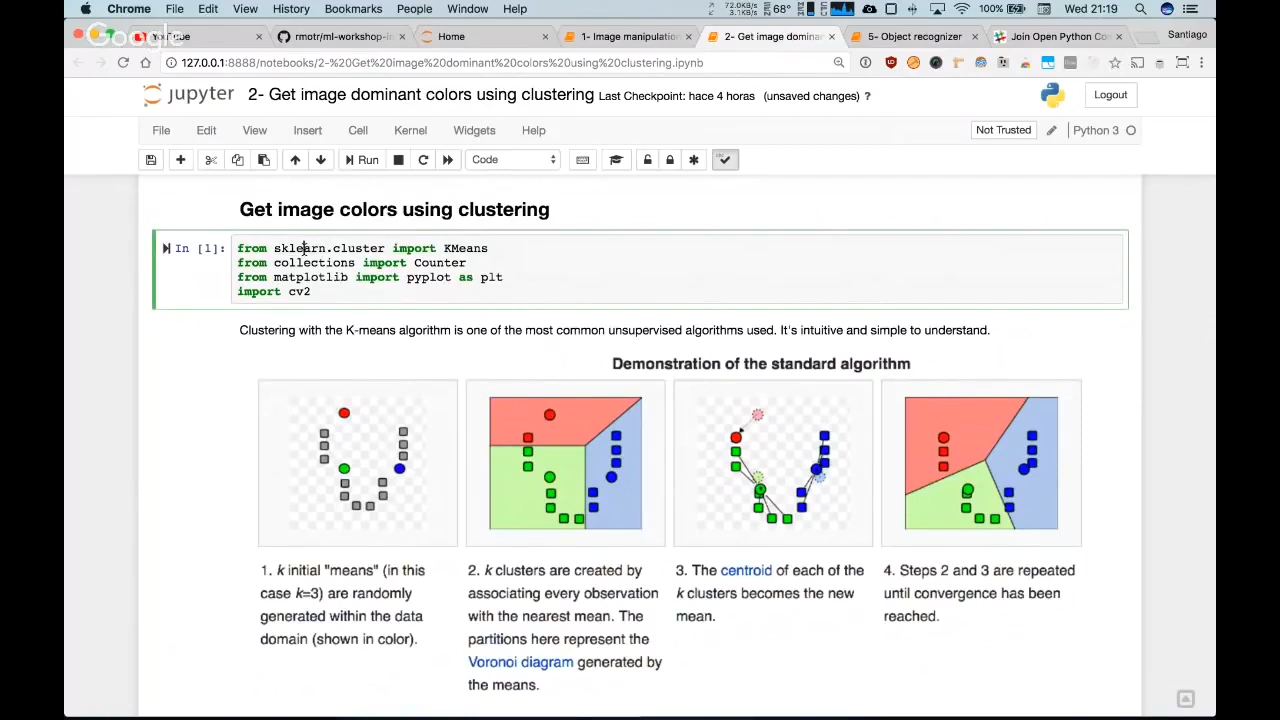 Chrome File Edit View History Bookmarks People Window Help 72.0KB/s 3.1KB/s 68° 100% Tue 21:19
Google
YouTube rmotr/ml-workshop-i Home 1- Image manipulation 2- Get image domina 5- Object recognizer Join Open Python Co Santiago
127.0.0.1:8888/notebooks/2-%20Get%20image%20dominant%20colors%20using%20clustering.ipynb
jupyter 2- Get image dominant colors using clustering Last Checkpoint: hace 4 horas (unsaved changes) ? Logout
File Edit View Insert Cell Kernel Widgets Help Not Trusted Python 3
Run Code
Get image colors using clustering
In [1]: from sklearn.cluster import KMeans
from collections import Counter
from matplotlib import pyplot as plt
import cv2
Clustering with the K-means algorithm is one of the most common unsupervised algorithms used. It's intuitive and simple to understand.
Demonstration of the standard algorithm
1. k initial "means" (in this
case k=3) are randomly
generated within the data
domain (shown in color).
2. k clusters are created by
associating every observation
with the nearest mean. The
partitions here represent the
Voronoi diagram generated by
the means.
3. The centroid of each of the
k clusters becomes the new
mean.
4. Steps 2 and 3 are repeated
until convergence has been
reached.